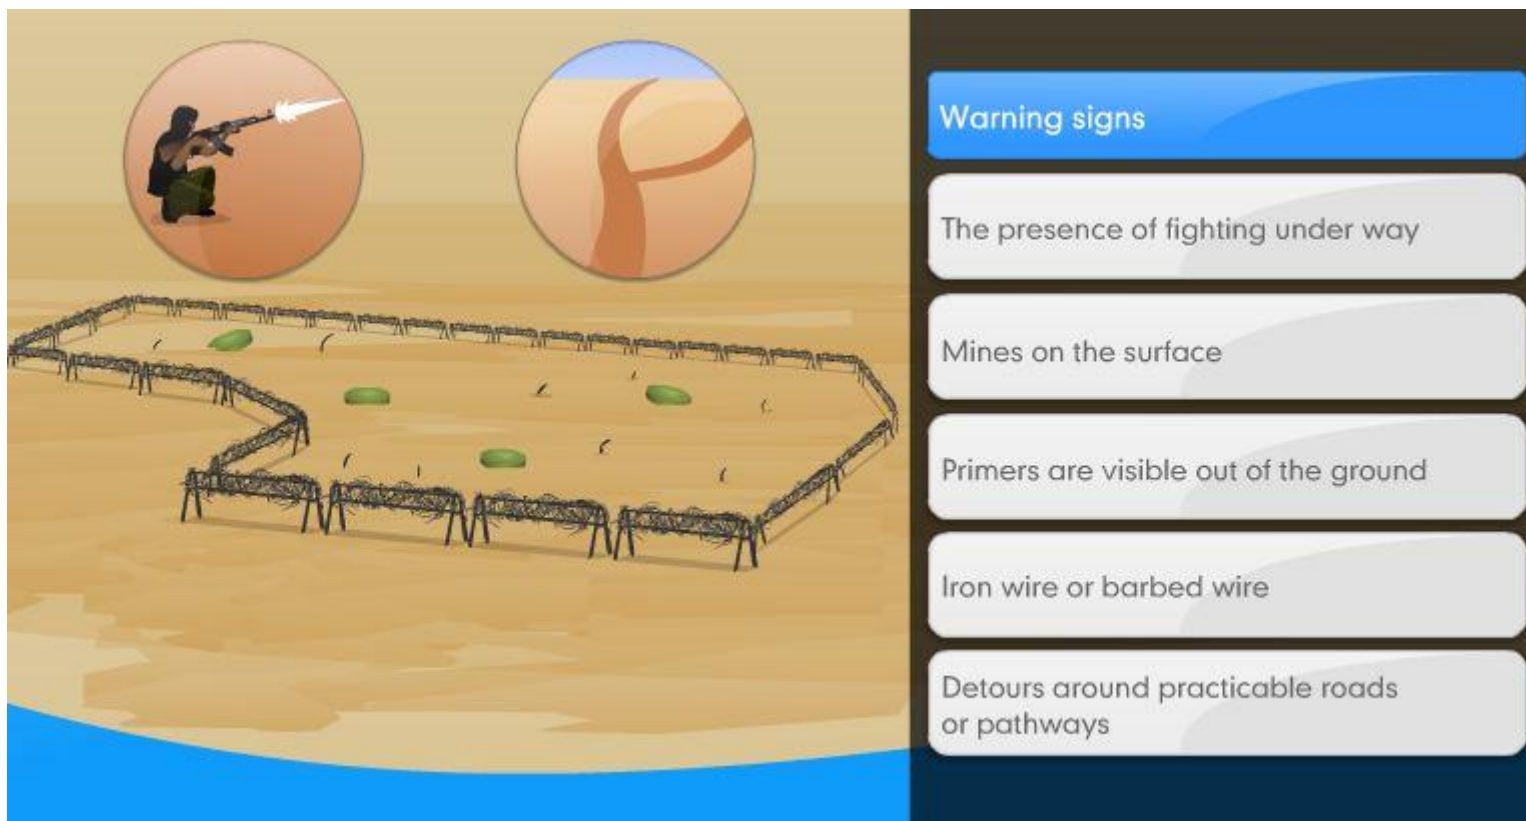 Warning signs
The presence of fighting under way
Mines on the surface
Primers are visible out of the ground
Iron wire or barbed wire
Detours around practicable roads
or pathways